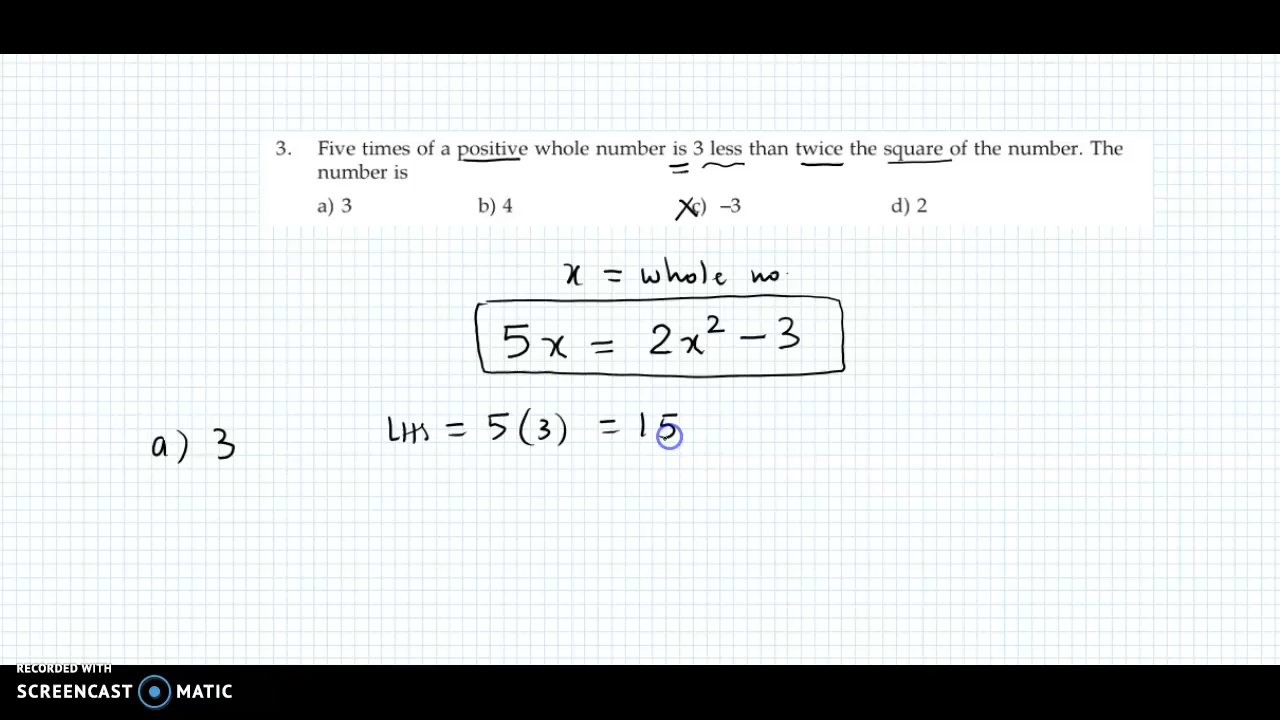 3. Five times of a positive whole number is 3 less than twice the square of the number. The
number is
a) 3 b) 4 c) –3 d) 2
x = whole no.
5x = 2x² – 3
a) 3 LHS = 5(3) = 15
RECORDED WITH
SCREENCAST MATIC